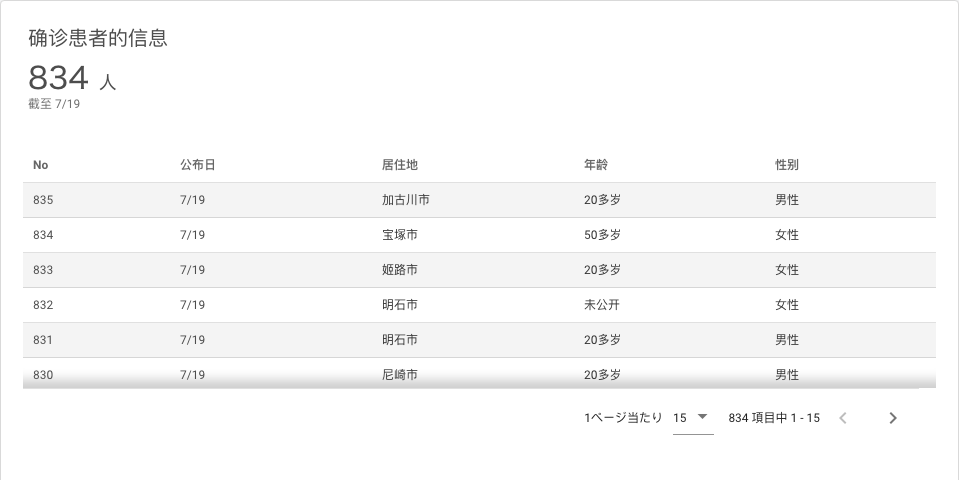 确诊患者的信息
834 人
截至 7/19
No 公布日 居住地 年龄 性别
835 7/19 加古川市 20多岁 男性
834 7/19 宝塚市 50多岁 女性
833 7/19 姫路市 20多岁 女性
832 7/19 明石市 未公开 女性
831 7/19 明石市 20多岁 男性
830 7/19 尼崎市 20多岁 男性
1ページ当たり 15 834 項目中 1 - 15